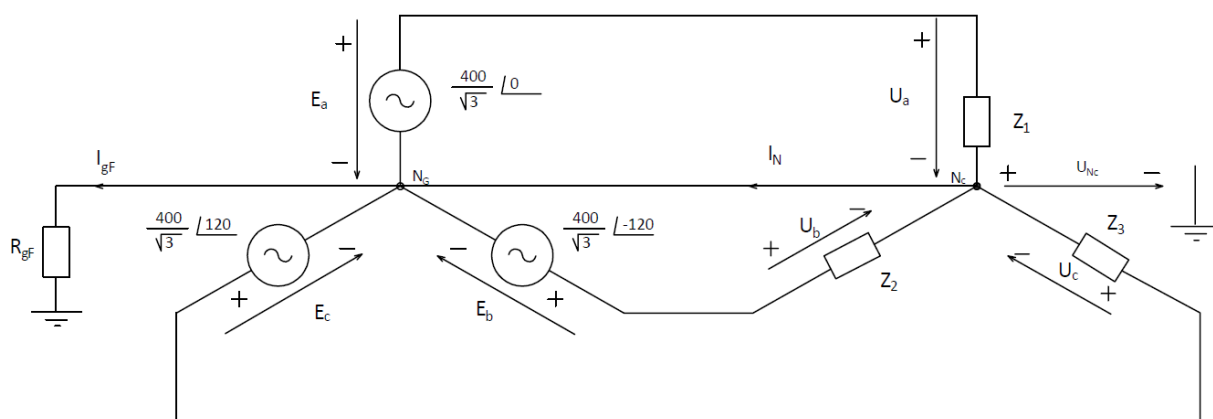 + +
400
√3 0
E_a U_a Z_1
− −
I_gF I_N
N_G N_c + U_Nc −
400
√3 120
400
√3 -120
R_gF
− − U_b − Z_3
+ − U_c
+ + Z_2 +
E_c E_b